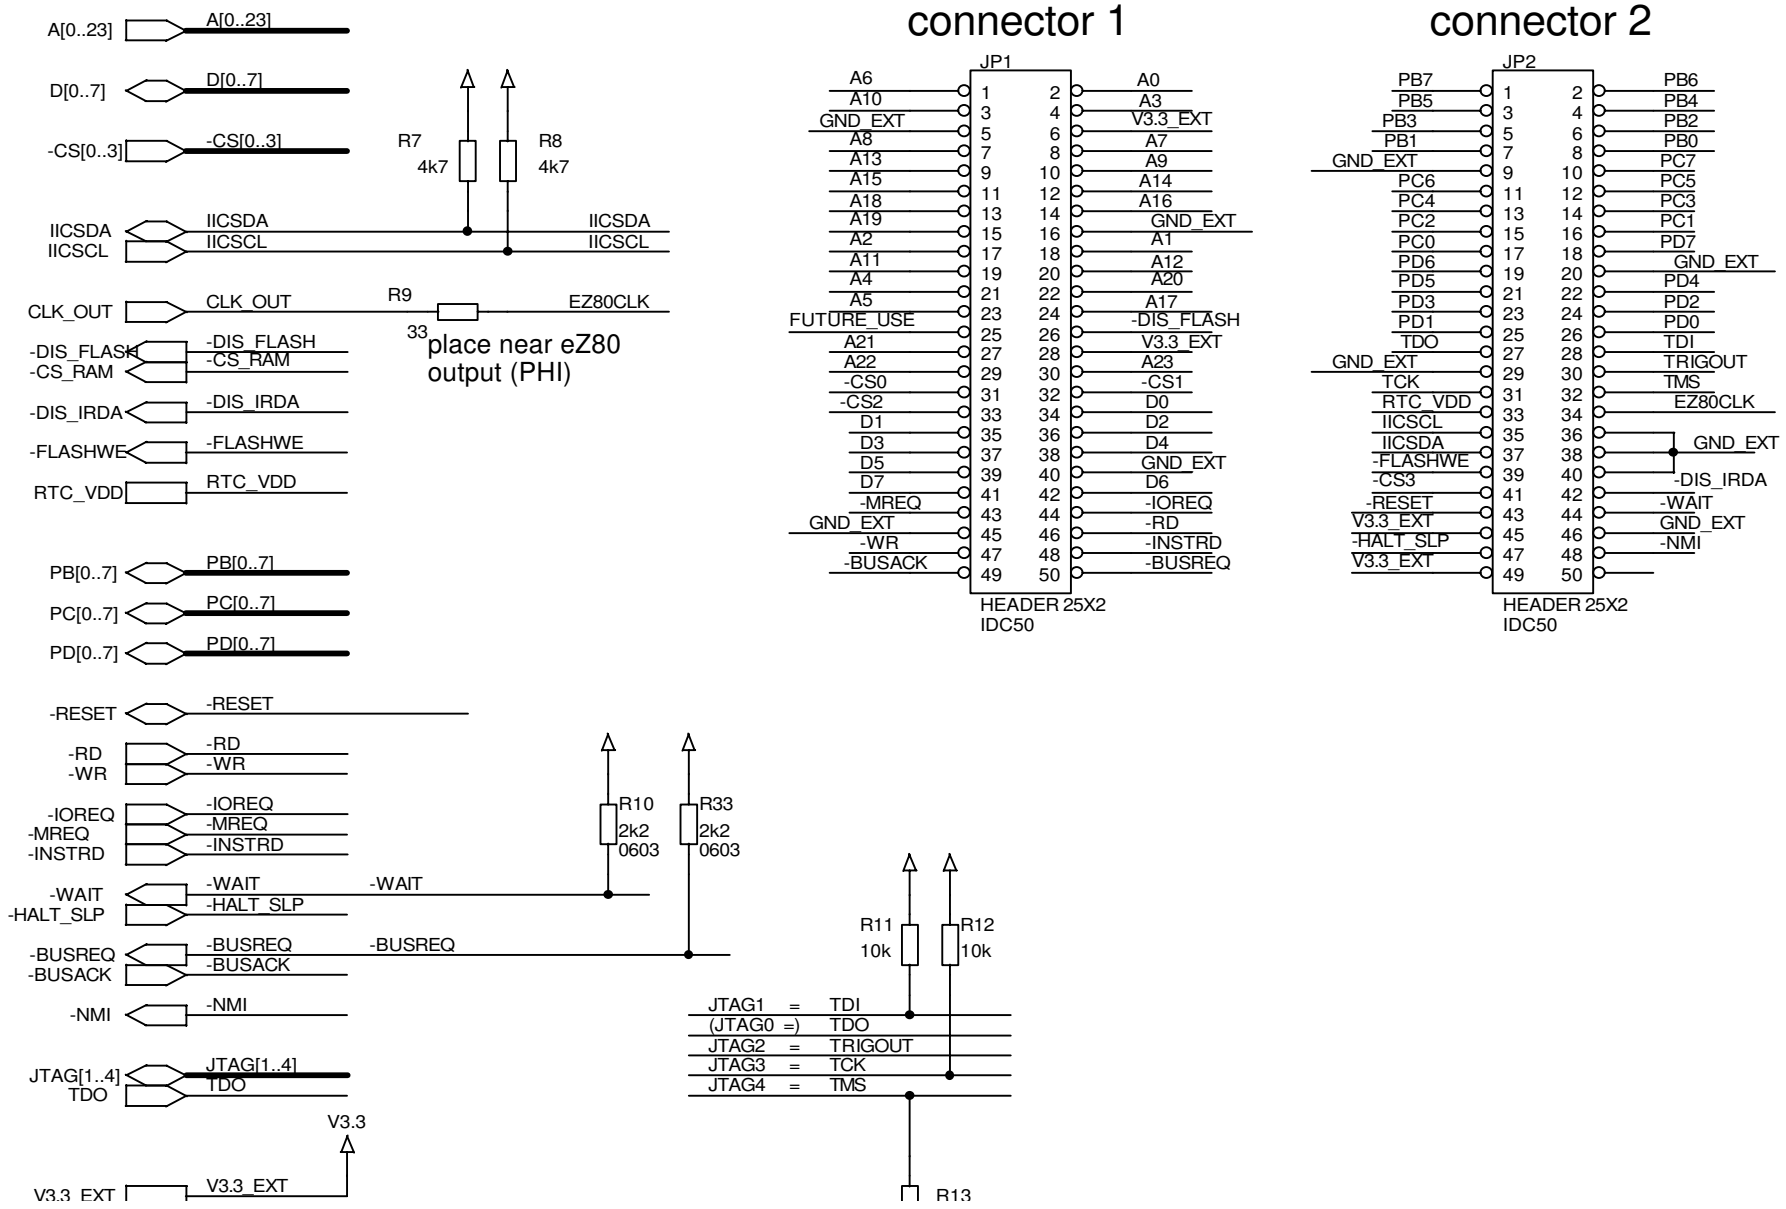 connector 1
connector 2
A[0..23] A[0..23]
D[0..7] D[0..7]
-CS[0..3] -CS[0..3]
R7
4k7
R8
4k7
IICSDA IICSDA IICSDA
IICSCL IICSCL IICSCL
CLK_OUT CLK_OUT R9 EZ80CLK
33
place near eZ80
output (PHI)
-DIS_FLASH -DIS_FLASH
-CS_RAM -CS_RAM
-DIS_IRDA -DIS_IRDA
-FLASHWE -FLASHWE
RTC_VDD RTC_VDD
PB[0..7] PB[0..7]
PC[0..7] PC[0..7]
PD[0..7] PD[0..7]
-RESET -RESET
-RD -RD
-WR -WR
-IOREQ -IOREQ
-MREQ -MREQ
-INSTRD -INSTRD
R10
2k2
0603
R33
2k2
0603
-WAIT -WAIT -WAIT
-HALT_SLP -HALT_SLP
-BUSREQ -BUSREQ -BUSREQ
-BUSACK -BUSACK
-NMI -NMI
JTAG[1..4] JTAG[1..4]
TDO TDO
V3.3
V3.3_EXT V3.3_EXT
R11
10k
R12
10k
JTAG1 = TDI
(JTAG0 =) TDO
JTAG2 = TRIGOUT
JTAG3 = TCK
JTAG4 = TMS
R13
JP1
A6 1 2 A0
A10 3 4 A3
GND_EXT 5 6 V3.3_EXT
A8 7 8 A7
A13 9 10 A9
A15 11 12 A14
A18 13 14 A16
A19 15 16 GND_EXT
A2 17 18 A1
A11 19 20 A12
A4 21 22 A20
A5 23 24 A17
FUTURE_USE 25 26 -DIS_FLASH
A21 27 28 V3.3_EXT
A22 29 30 A23
-CS0 31 32 -CS1
-CS2 33 34 D0
D1 35 36 D2
D3 37 38 D4
D5 39 40 GND_EXT
D7 41 42 D6
-MREQ 43 44 -IOREQ
GND_EXT 45 46 -RD
-WR 47 48 -INSTRD
-BUSACK 49 50 -BUSREQ
HEADER 25X2
IDC50
JP2
PB7 1 2 PB6
PB5 3 4 PB4
PB3 5 6 PB2
PB1 7 8 PB0
GND_EXT 9 10 PC7
PC6 11 12 PC5
PC4 13 14 PC3
PC2 15 16 PC1
PC0 17 18 PD7
PD6 19 20 GND_EXT
PD5 21 22 PD4
PD3 23 24 PD2
PD1 25 26 PD0
TDO 27 28 TDI
GND_EXT 29 30 TRIGOUT
TCK 31 32 TMS
RTC_VDD 33 34 EZ80CLK
IICSCL 35 36
IICSDA 37 38 GND_EXT
-FLASHWE 39 40
-CS3 41 42 -DIS_IRDA
-RESET 43 44 -WAIT
V3.3_EXT 45 46 GND_EXT
-HALT_SLP 47 48 -NMI
V3.3_EXT 49 50
HEADER 25X2
IDC50